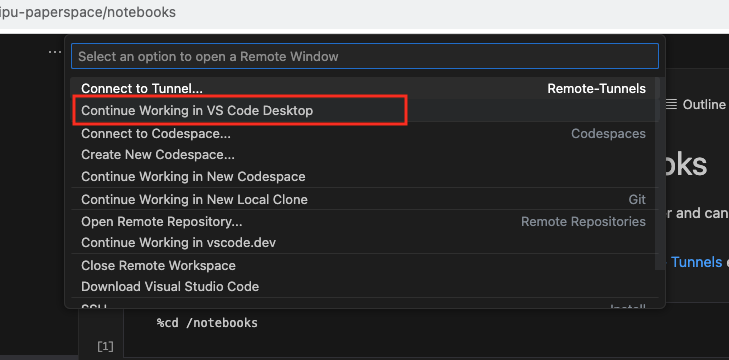 ipu-paperspace/notebooks
...
Select an option to open a Remote Window
Connect to Tunnel... Remote-Tunnels
Continue Working in VS Code Desktop
Outline
Connect to Codespace... Codespaces
Create New Codespace...
oks
Continue Working in New Codespace
Continue Working in New Local Clone Git
r and can
Open Remote Repository... Remote Repositories
Continue Working in vscode.dev
Tunnels e
Close Remote Workspace
Download Visual Studio Code
SSH Install
%cd /notebooks
[1]